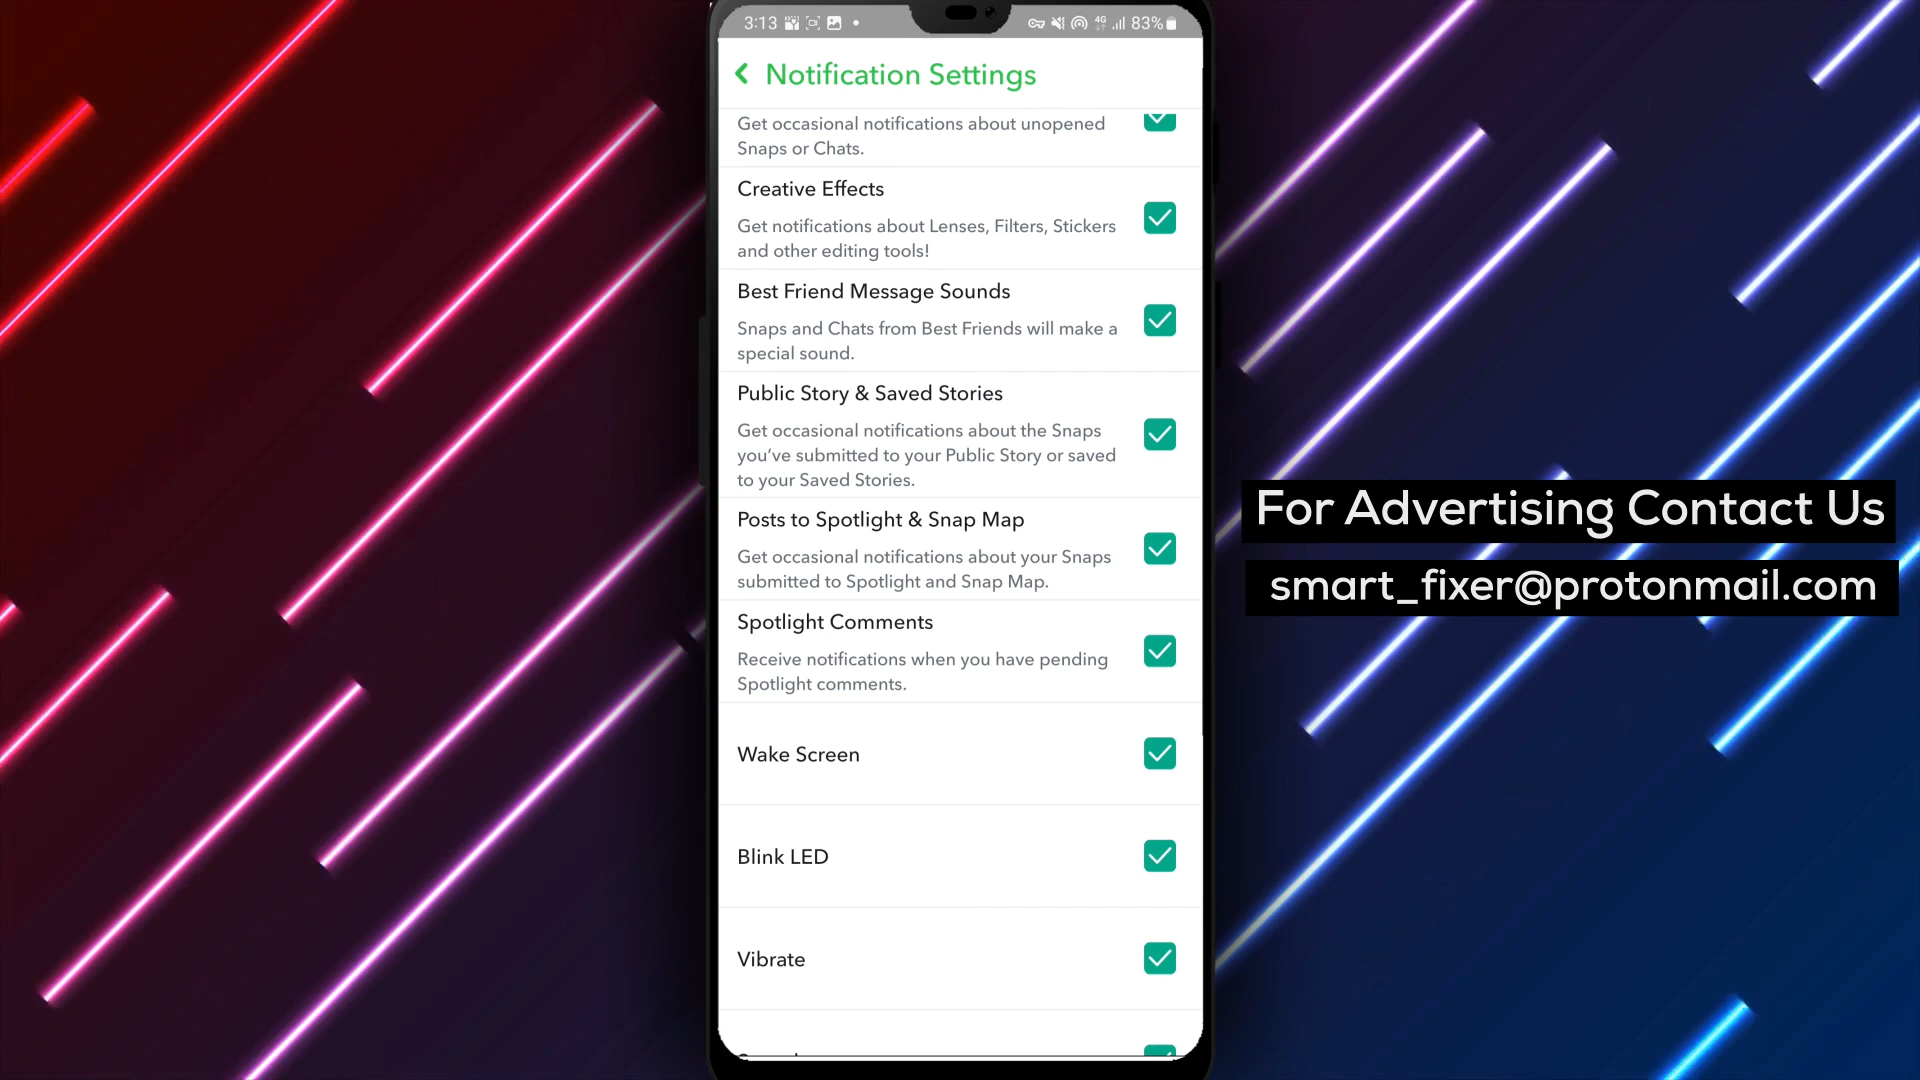 3:13
4G
83%
Notification Settings
Get occasional notifications about unopened
Snaps or Chats.
Creative Effects
Get notifications about Lenses, Filters, Stickers
and other editing tools!
Best Friend Message Sounds
Snaps and Chats from Best Friends will make a
special sound.
Public Story & Saved Stories
Get occasional notifications about the Snaps
you've submitted to your Public Story or saved
to your Saved Stories.
Posts to Spotlight & Snap Map
Get occasional notifications about your Snaps
submitted to Spotlight and Snap Map.
Spotlight Comments
Receive notifications when you have pending
Spotlight comments.
Wake Screen
Blink LED
Vibrate
For Advertising Contact Us
smart_fixer@protonmail.com